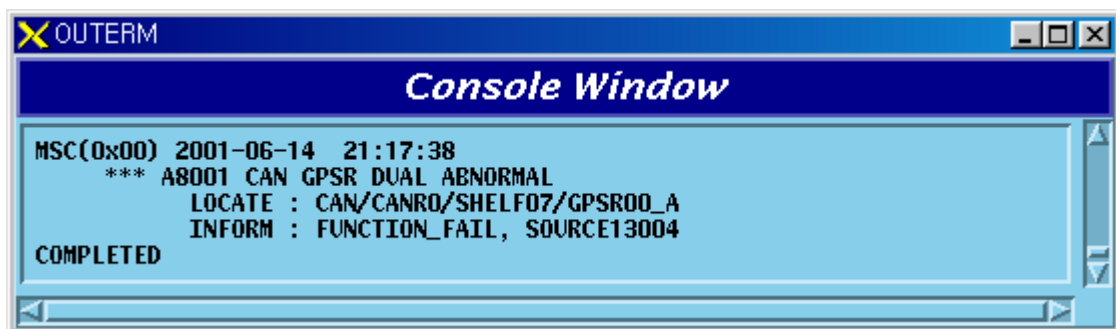 OUTERM
Console Window
MSC(0x00) 2001-06-14 21:17:38
*** A8001 CAN GPSR DUAL ABNORMAL
LOCATE : CAN/CANR0/SHELF07/GPSR00_A
INFORM : FUNCTION_FAIL, SOURCE13004
COMPLETED